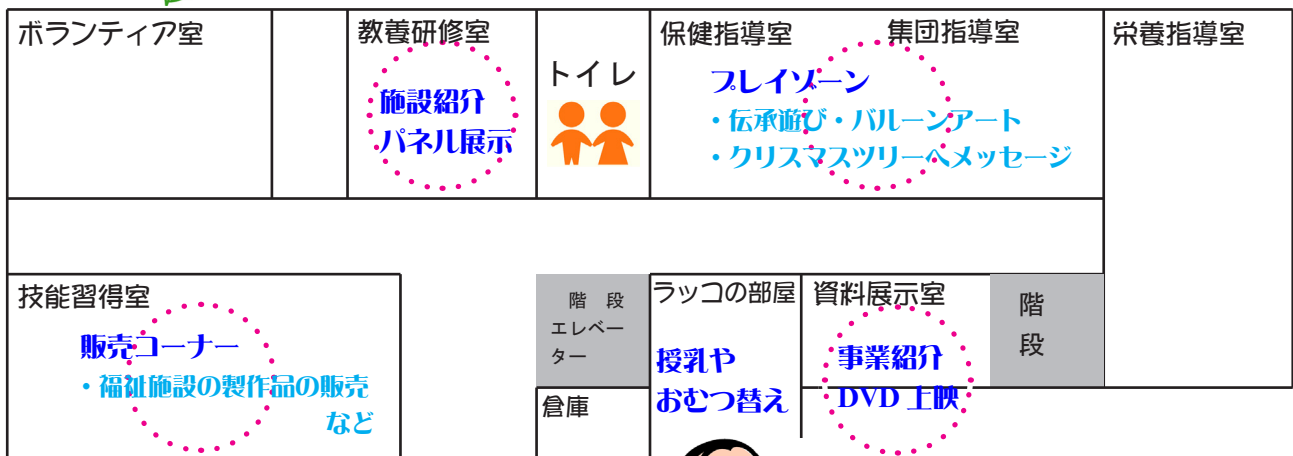 ボランティア室
教養研修室
施設紹介
パネル展示
トイレ
保健指導室
集団指導室
プレイゾーン
・伝承遊び・バルーンアート
・クリスマスツリーへメッセージ
栄養指導室
技能習得室
販売コーナー
・福祉施設の製作品の販売
など
階 段
エレベー
ター
倉庫
ラッコの部屋
授乳や
おむつ替え
資料展示室
事業紹介
DVD 上映
階
段